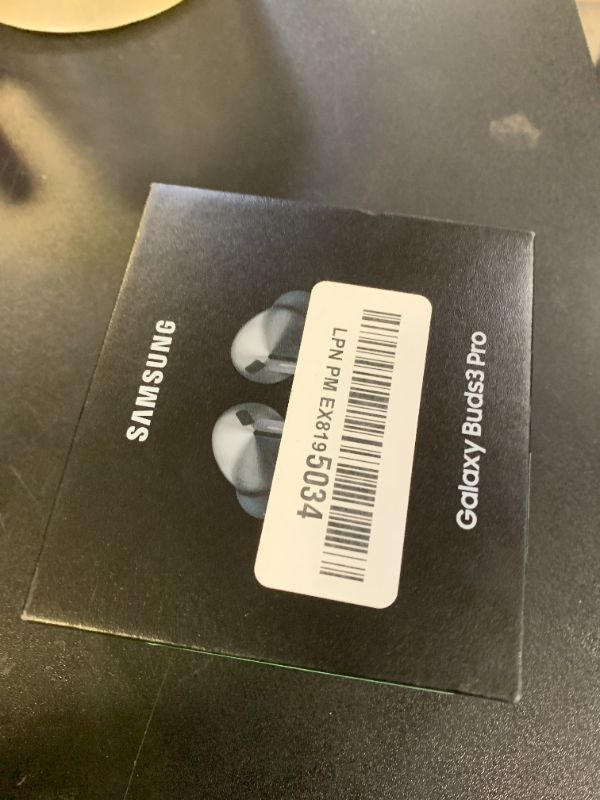 SAMSUNG
LPN PM EX8195034
Galaxy Buds3 Pro